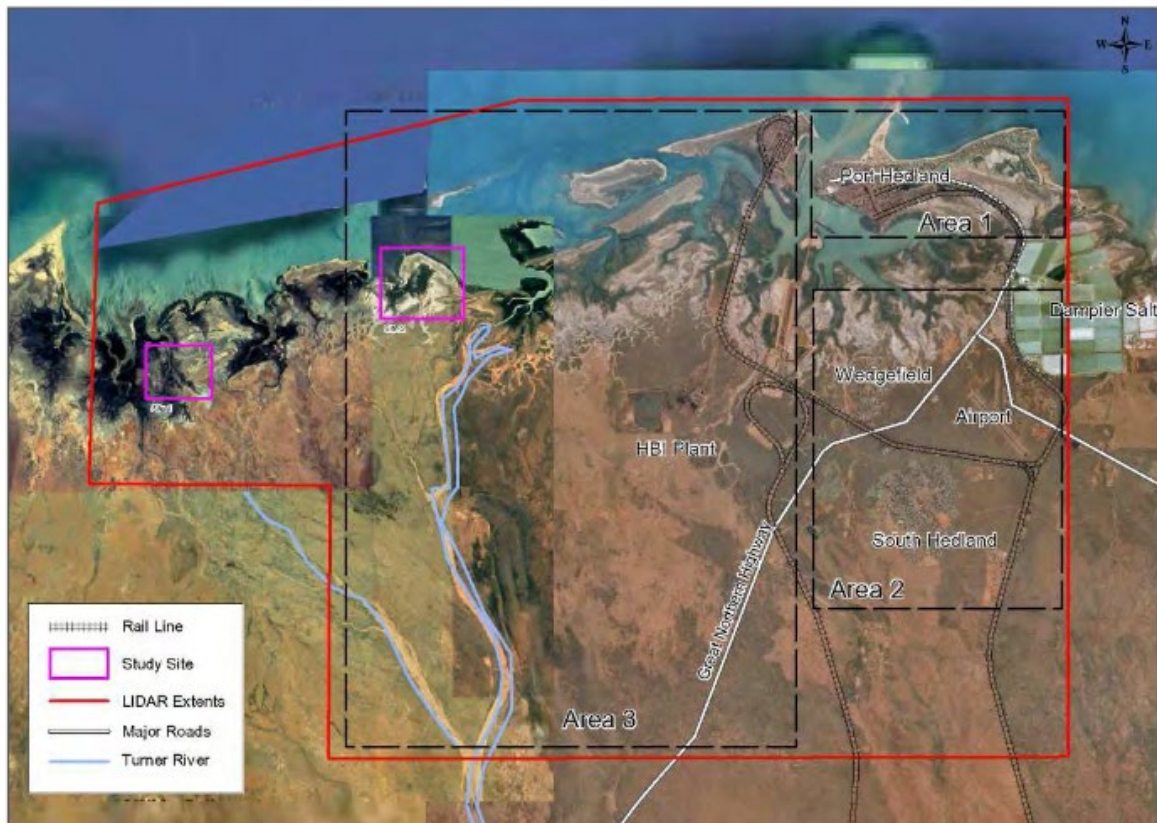 N
W E
S
Port Hedland
Area 1
Dampier Salt
Wedgefield
Airport
HBI Plant
South Hedland
Great Northern Highway
Area 2
Area 3
Rail Line
Study Site
LIDAR Extents
Major Roads
Turner River